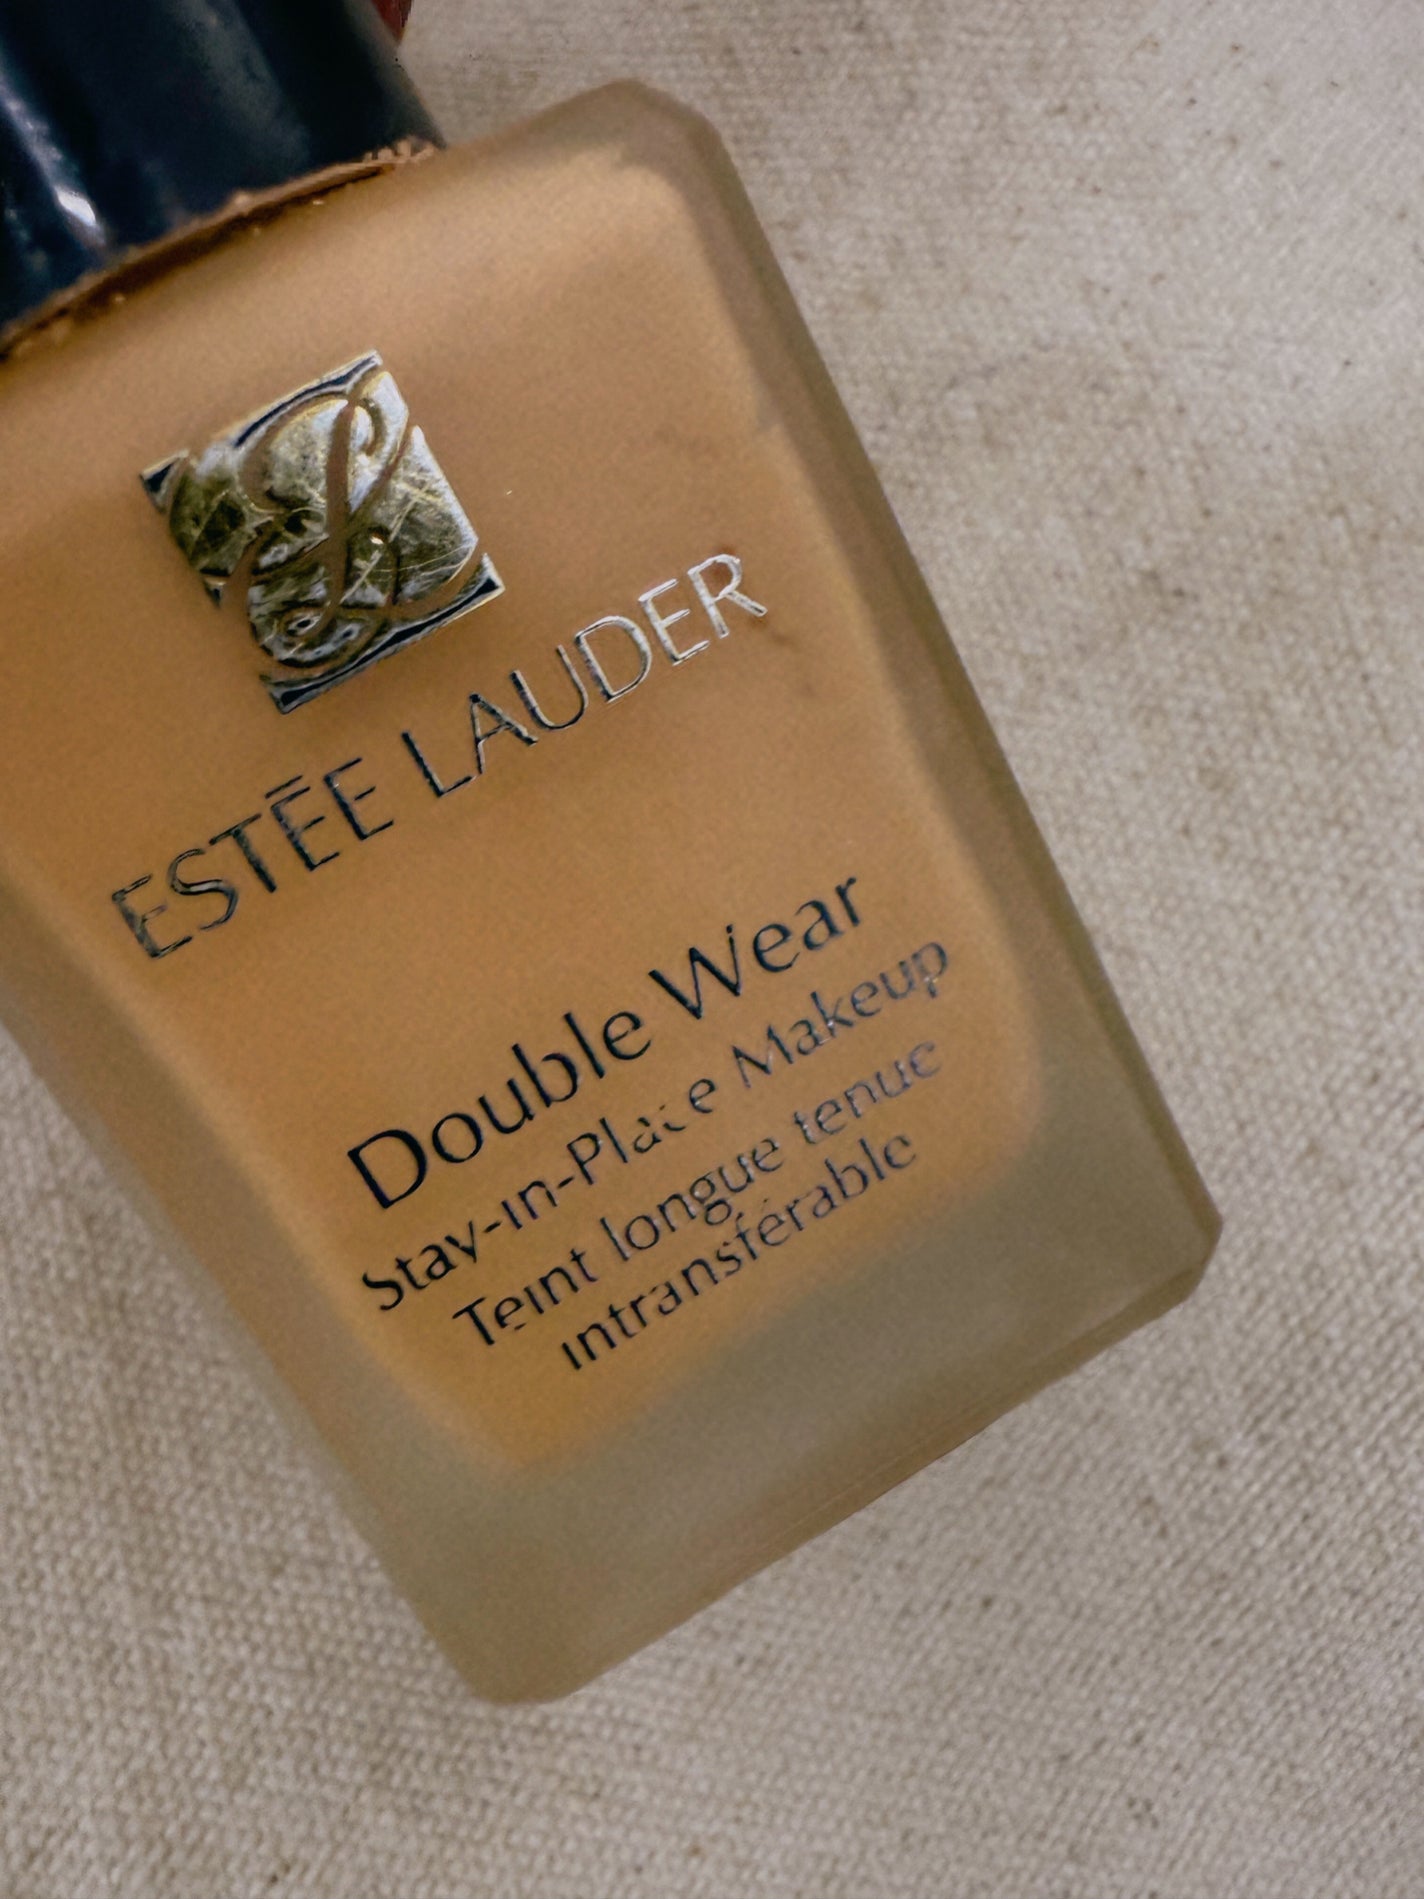 ESTĒE LAUDER
Double Wear
Stay-in-Place Makeup
Teint longue tenue
intransférable